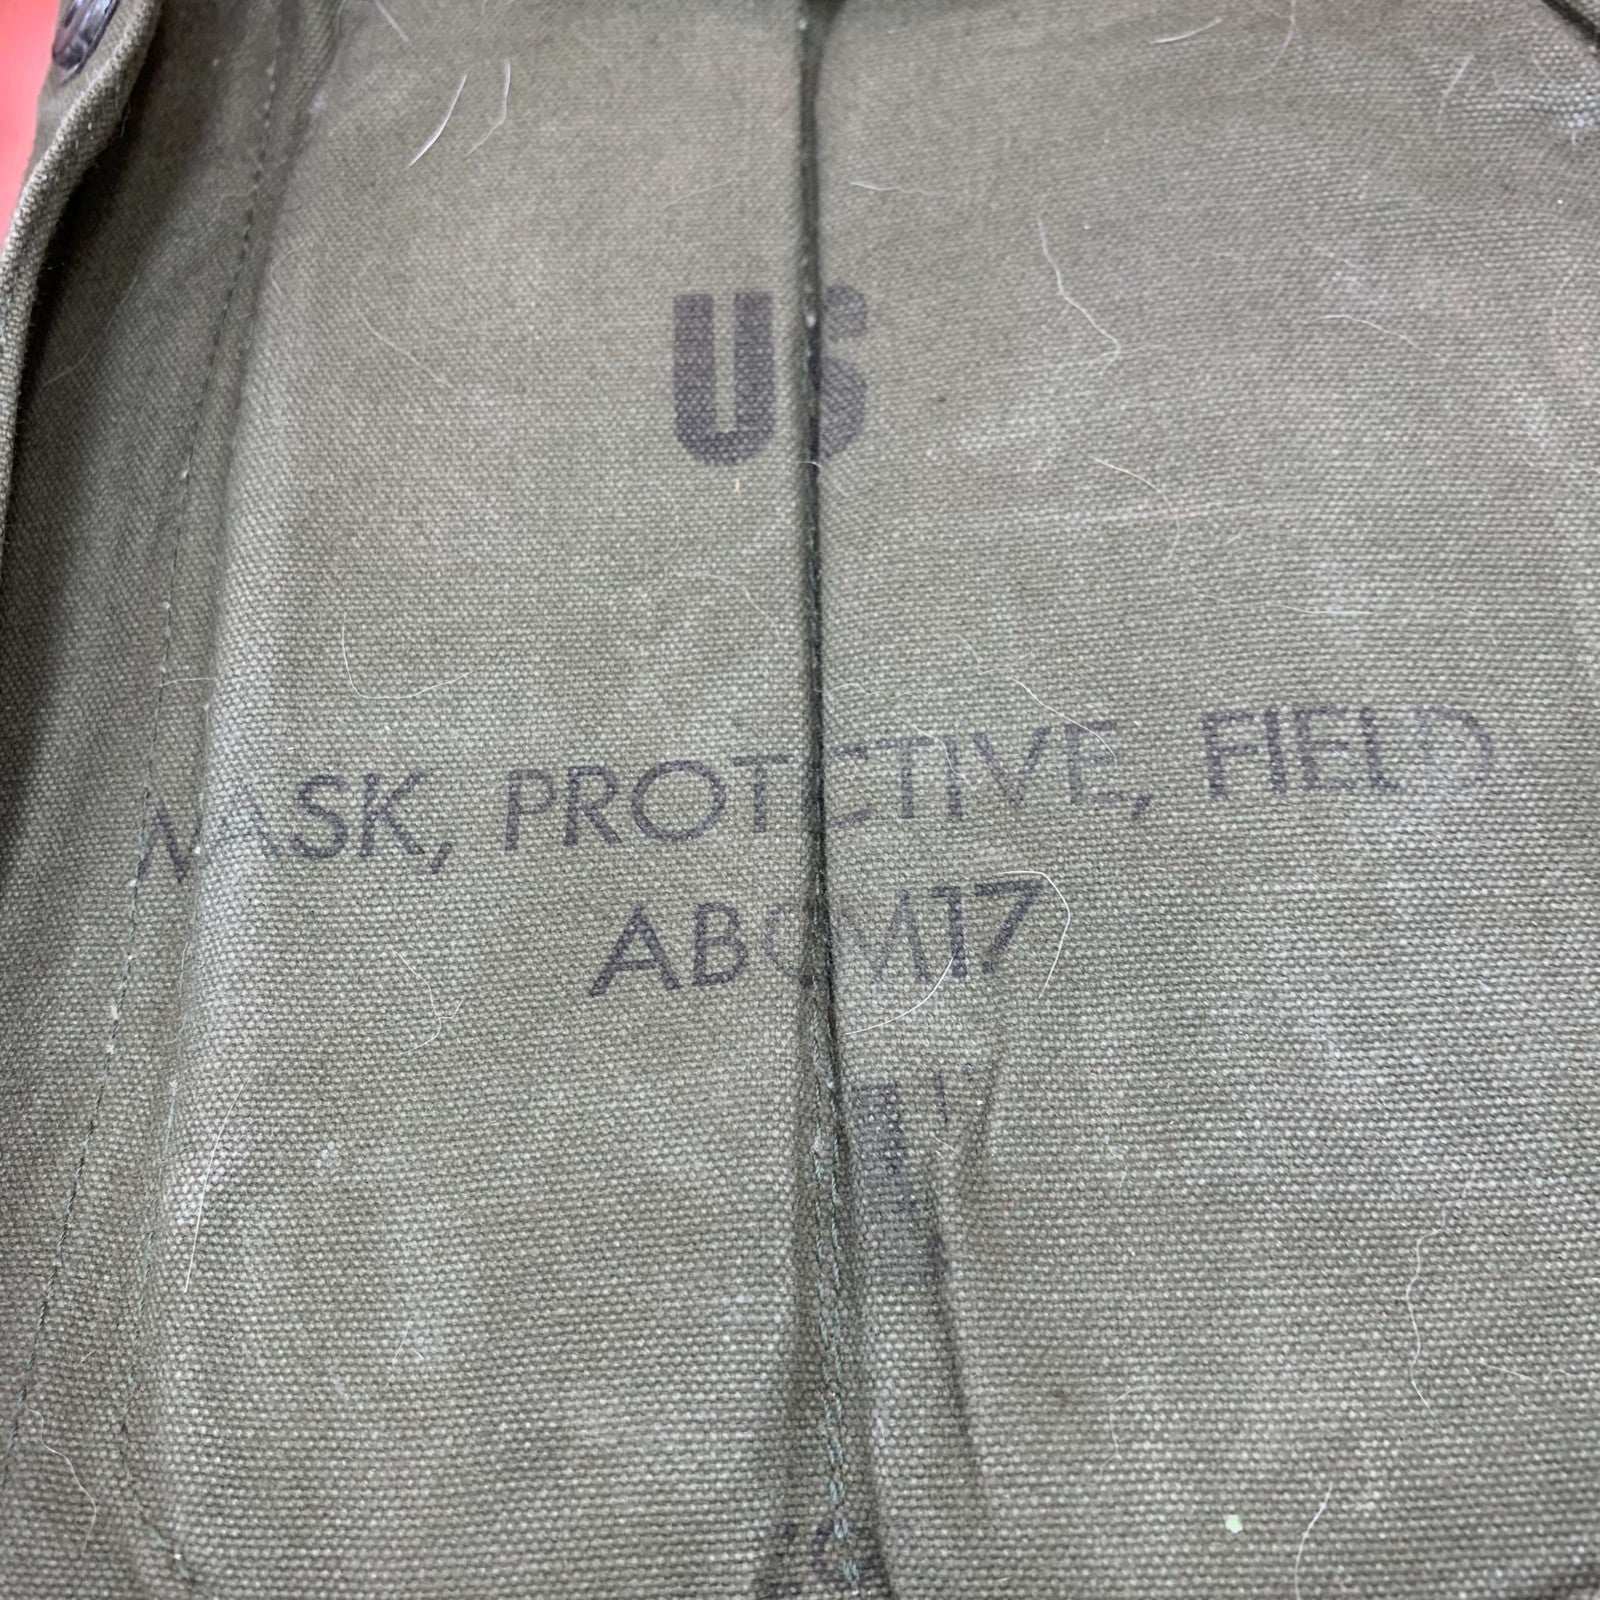 US
MASK, PROTECTIVE, FIELD
ABCM17